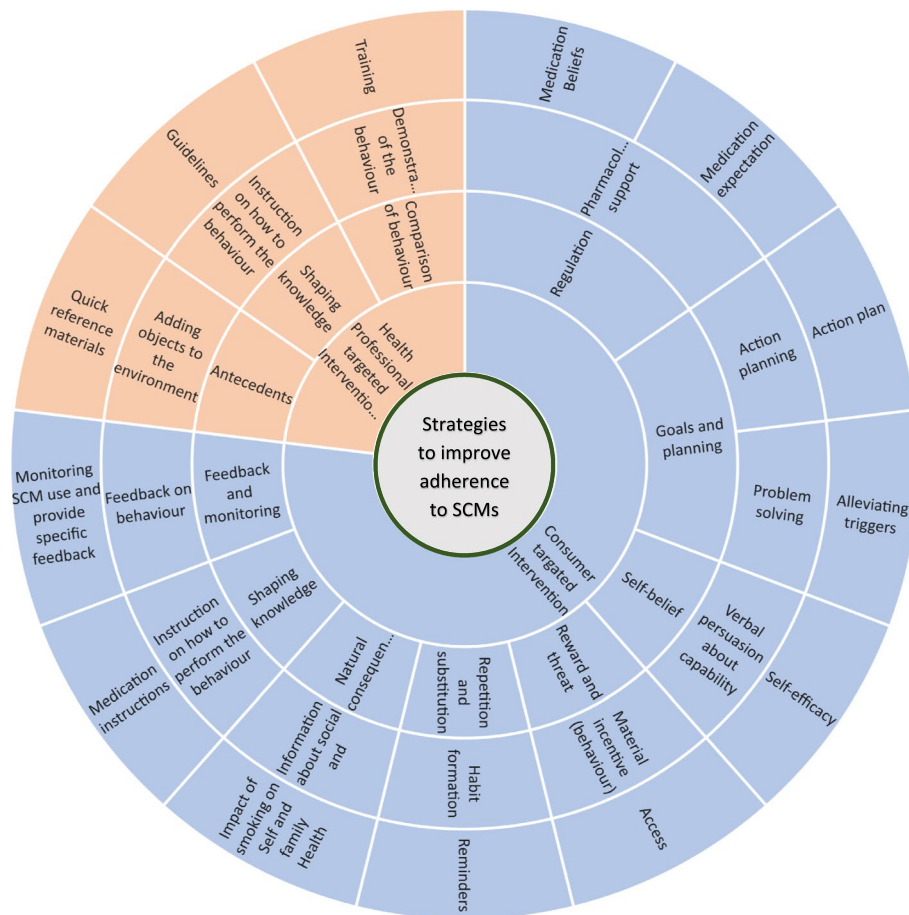 Strategies
to improve
adherence
to SCMs
Consumer
targeted
Intervention
Regulation
Pharmacol...
support
Medication
Beliefs
Medication
expectation
Goals and
planning
Action
planning
Action plan
Problem
solving
Alleviating
triggers
Self-belief
Verbal
persuasion
about
capability
Self-efficacy
Reward and
threat
Material
incentive
(behaviour)
Access
Repetition
and
substitution
Habit
formation
Reminders
Natural
consequen...
Information
about social
and
Impact of
smoking on
Self and
family
Health
Shaping
knowledge
Instruction
on how to
perform the
behaviour
Medication
instructions
Feedback
and
monitoring
Feedback on
behaviour
Monitoring
SCM use and
provide
specific
feedback
Health
Professional
targeted
Interventio...
Antecedents
Adding
objects to
the
environment
Quick
reference
materials
Shaping
knowledge
Instruction
on how to
perform the
behaviour
Guidelines
Comparison
of behaviour
Demonstra...
of the
behaviour
Training